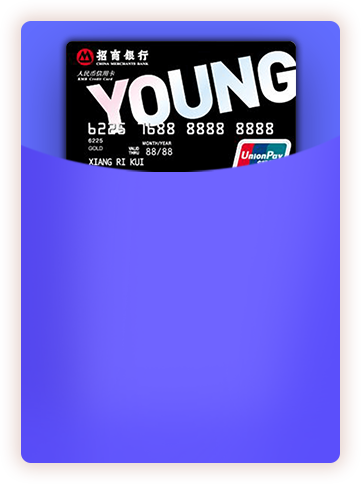 招商银行
CHINA MERCHANTS BANK
人民币信用卡
RMB Credit Card
YOUNG
6225 7688 8888 8888
6225
MONTH/YEAR
GOLD VALID THRU 88/88
XIANG RI KUI
UnionPay